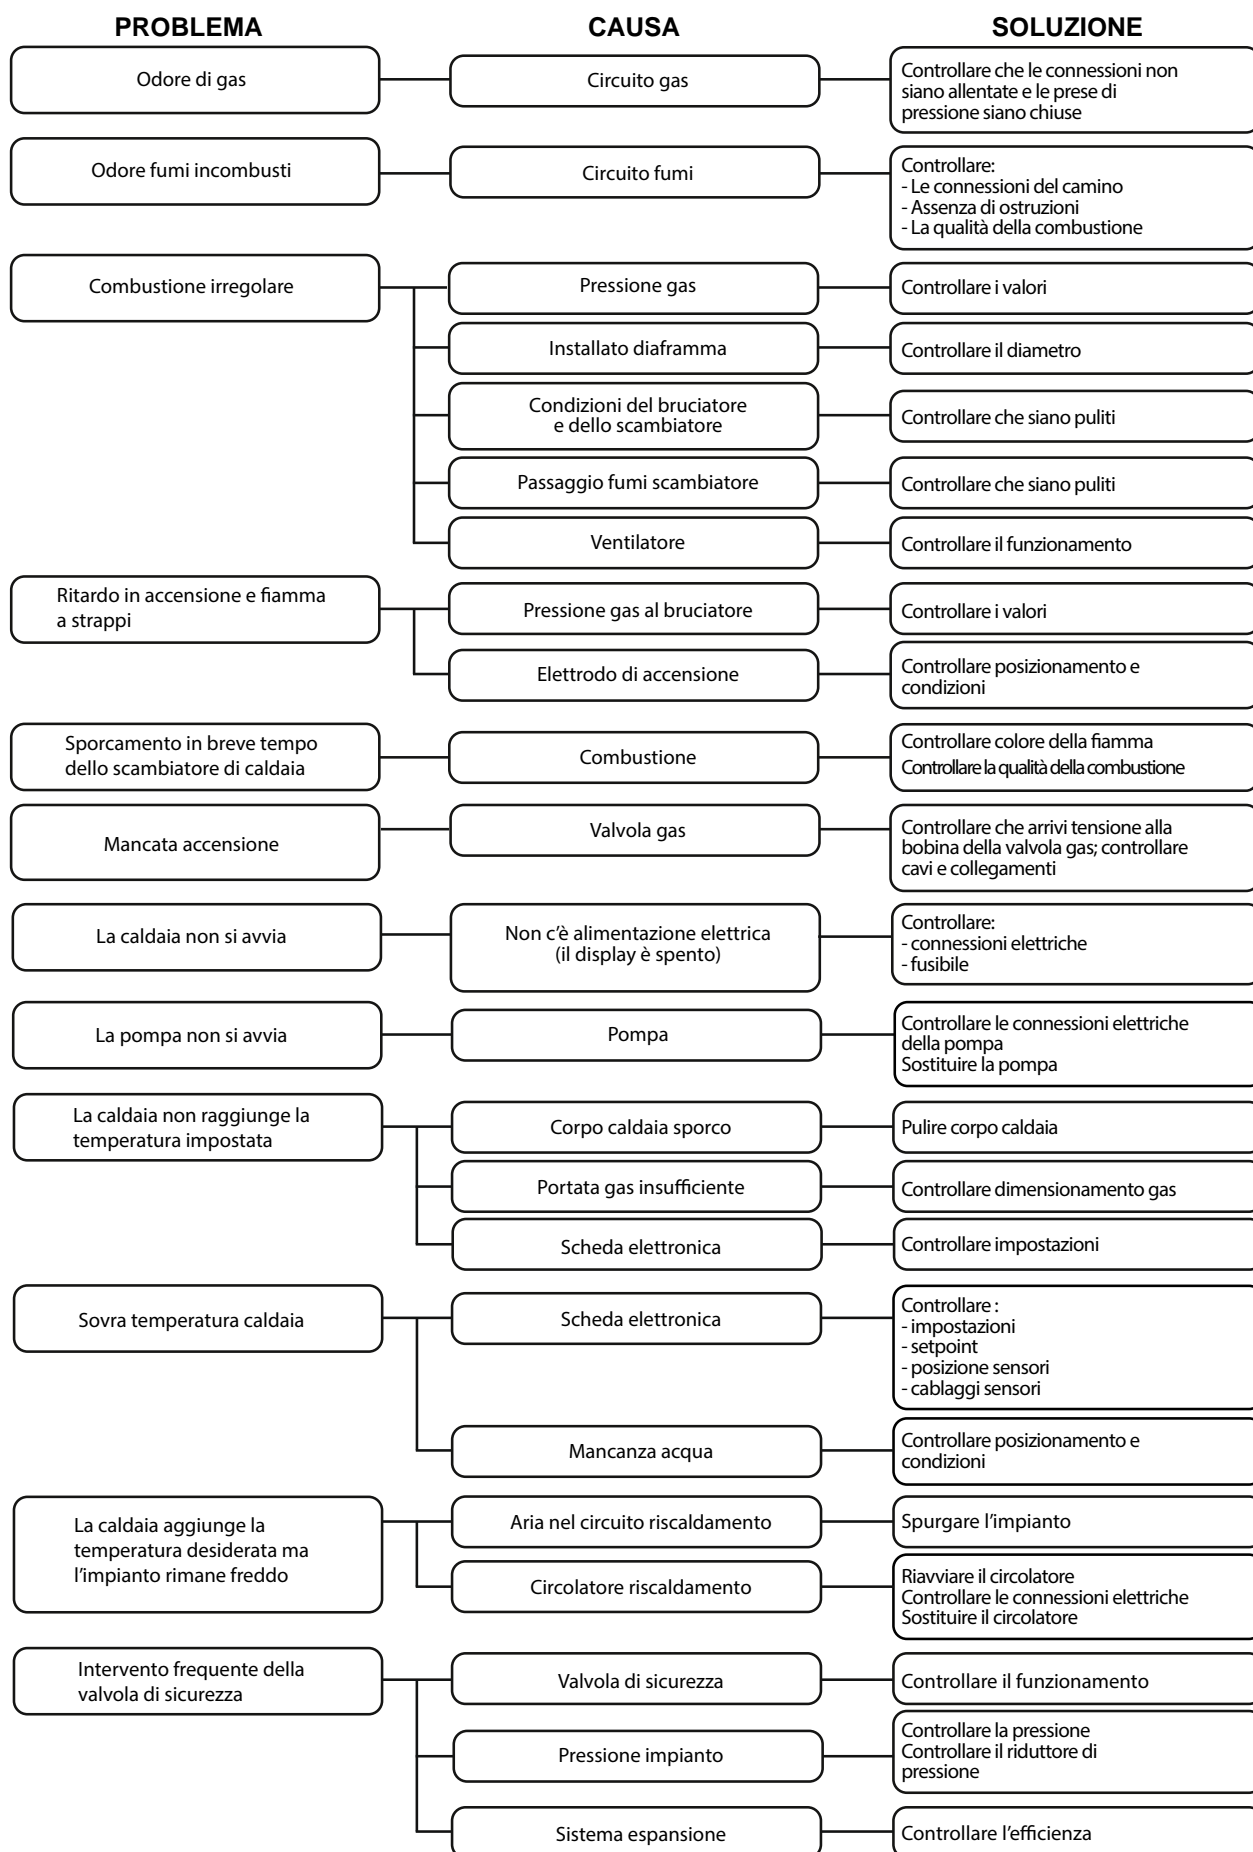 PROBLEMA
CAUSA
SOLUZIONE
Odore di gas
Circuito gas
Controllare che le connessioni non
siano allentate e le prese di
pressione siano chiuse
Odore fumi incombusti
Circuito fumi
Controllare:
- Le connessioni del camino
- Assenza di ostruzioni
- La qualità della combustione
Combustione irregolare
Pressione gas
Controllare i valori
Installato diaframma
Controllare il diametro
Condizioni del bruciatore
e dello scambiatore
Controllare che siano puliti
Passaggio fumi scambiatore
Controllare che siano puliti
Ventilatore
Controllare il funzionamento
Ritardo in accensione e fiamma
a strappi
Pressione gas al bruciatore
Controllare i valori
Elettrodo di accensione
Controllare posizionamento e
condizioni
Sporcamento in breve tempo
dello scambiatore di caldaia
Combustione
Controllare colore della fiamma
Controllare la qualità della combustione
Mancata accensione
Valvola gas
Controllare che arrivi tensione alla
bobina della valvola gas; controllare
cavi e collegamenti
La caldaia non si avvia
Non c'è alimentazione elettrica
(il display è spento)
Controllare:
- connessioni elettriche
- fusibile
La pompa non si avvia
Pompa
Controllare le connessioni elettriche
della pompa
Sostituire la pompa
La caldaia non raggiunge la
temperatura impostata
Corpo caldaia sporco
Pulire corpo caldaia
Portata gas insufficiente
Controllare dimensionamento gas
Scheda elettronica
Controllare impostazioni
Sovra temperatura caldaia
Scheda elettronica
Controllare :
- impostazioni
- setpoint
- posizione sensori
- cablaggi sensori
Mancanza acqua
Controllare posizionamento e
condizioni
La caldaia aggiunge la
temperatura desiderata ma
l'impianto rimane freddo
Aria nel circuito riscaldamento
Spurgare l'impianto
Circolatore riscaldamento
Riavviare il circolatore
Controllare le connessioni elettriche
Sostituire il circolatore
Intervento frequente della
valvola di sicurezza
Valvola di sicurezza
Controllare il funzionamento
Pressione impianto
Controllare la pressione
Controllare il riduttore di
pressione
Sistema espansione
Controllare l'efficienza